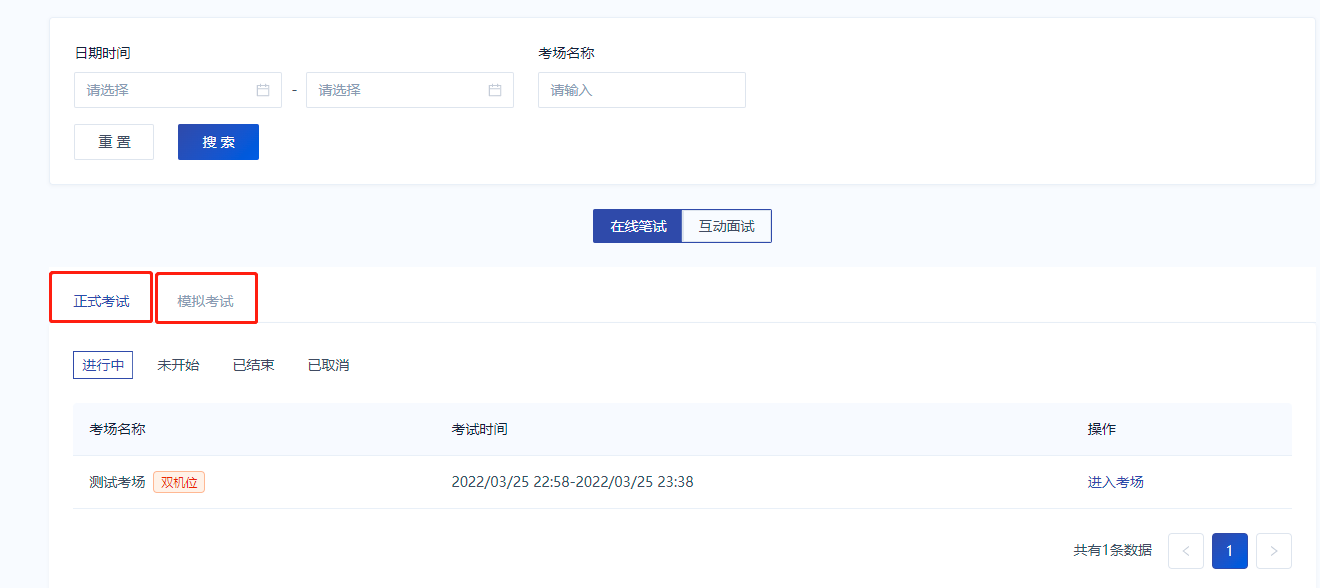 日期时间 考场名称
请选择 - 请选择 请输入
重 置 搜 索
在线笔试 互动面试
正式考试 模拟考试
进行中 未开始 已结束 已取消
考场名称 考试时间 操作
测试考场 双机位 2022/03/25 22:58-2022/03/25 23:38 进入考场
共有1条数据 < 1 >